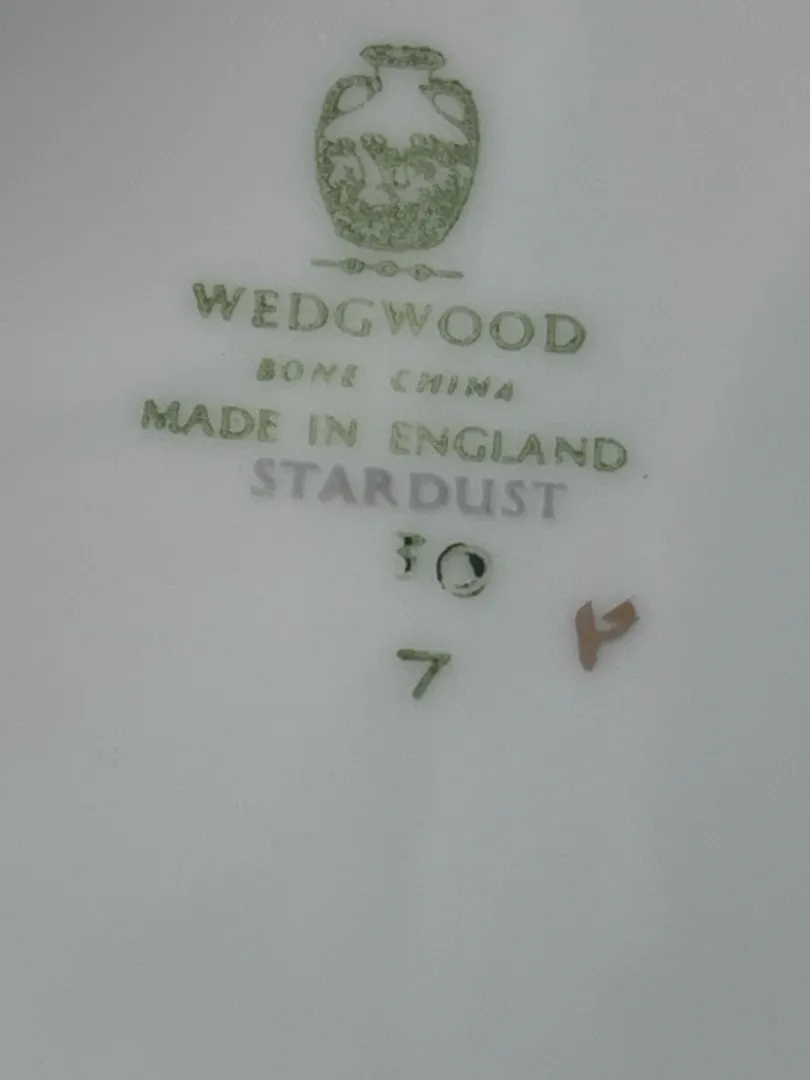 WEDGWOOD
BONE CHINA
MADE IN ENGLAND
STARDUST
7